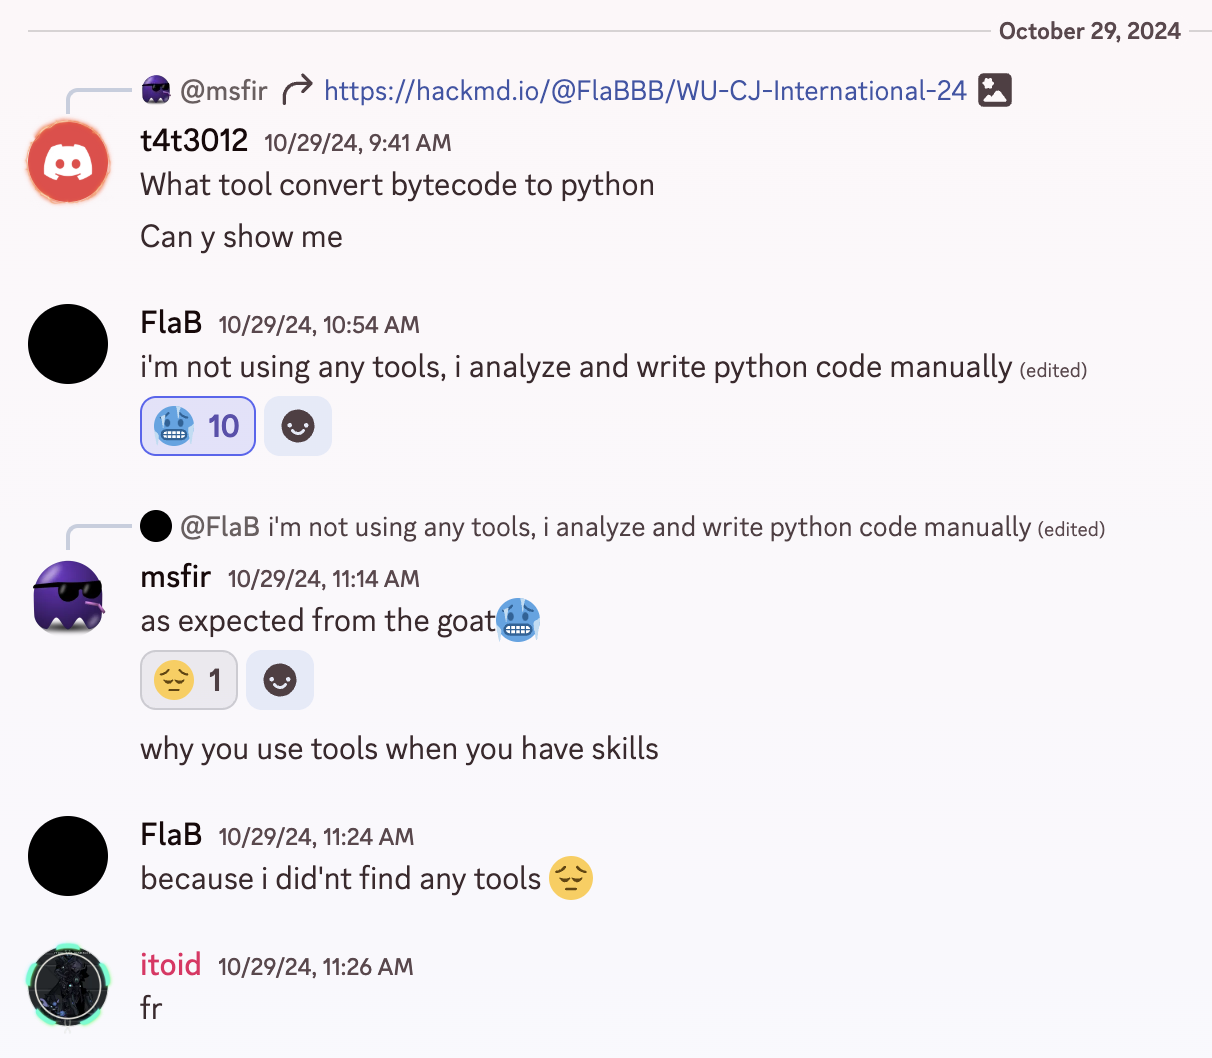 October 29, 2024
@msfir https://hackmd.io/@FlaBBB/WU-CJ-International-24
t4t3012 10/29/24, 9:41 AM
What tool convert bytecode to python
Can y show me
FlaB 10/29/24, 10:54 AM
i'm not using any tools, i analyze and write python code manually (edited)
10
@FlaB i'm not using any tools, i analyze and write python code manually (edited)
msfir 10/29/24, 11:14 AM
as expected from the goat🥶
1
why you use tools when you have skills
FlaB 10/29/24, 11:24 AM
because i did'nt find any tools 😔
itoid 10/29/24, 11:26 AM
fr